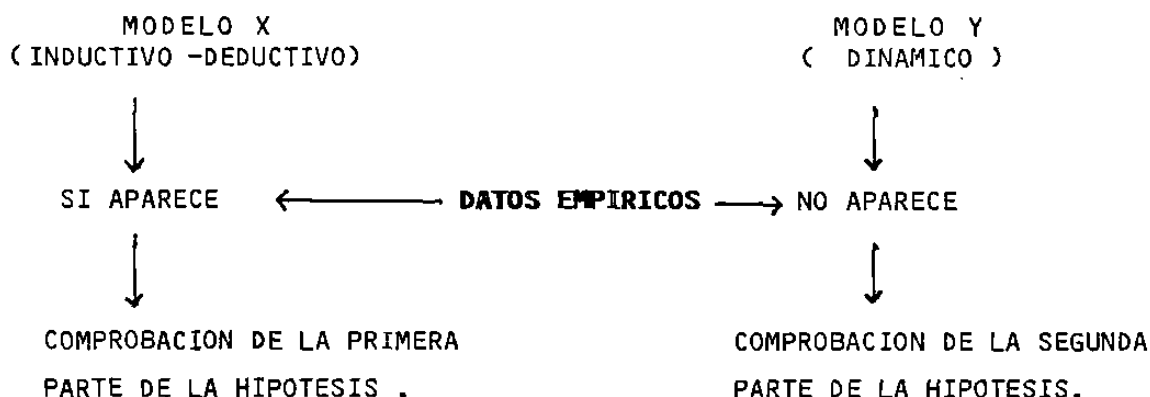 MODELO X
(INDUCTIVO -DEDUCTIVO)
MODELO Y
( DINAMICO )
SI APARECE
DATOS EMPIRICOS
NO APARECE
COMPROBACION DE LA PRIMERA
PARTE DE LA HIPOTESIS .
COMPROBACION DE LA SEGUNDA
PARTE DE LA HIPOTESIS.